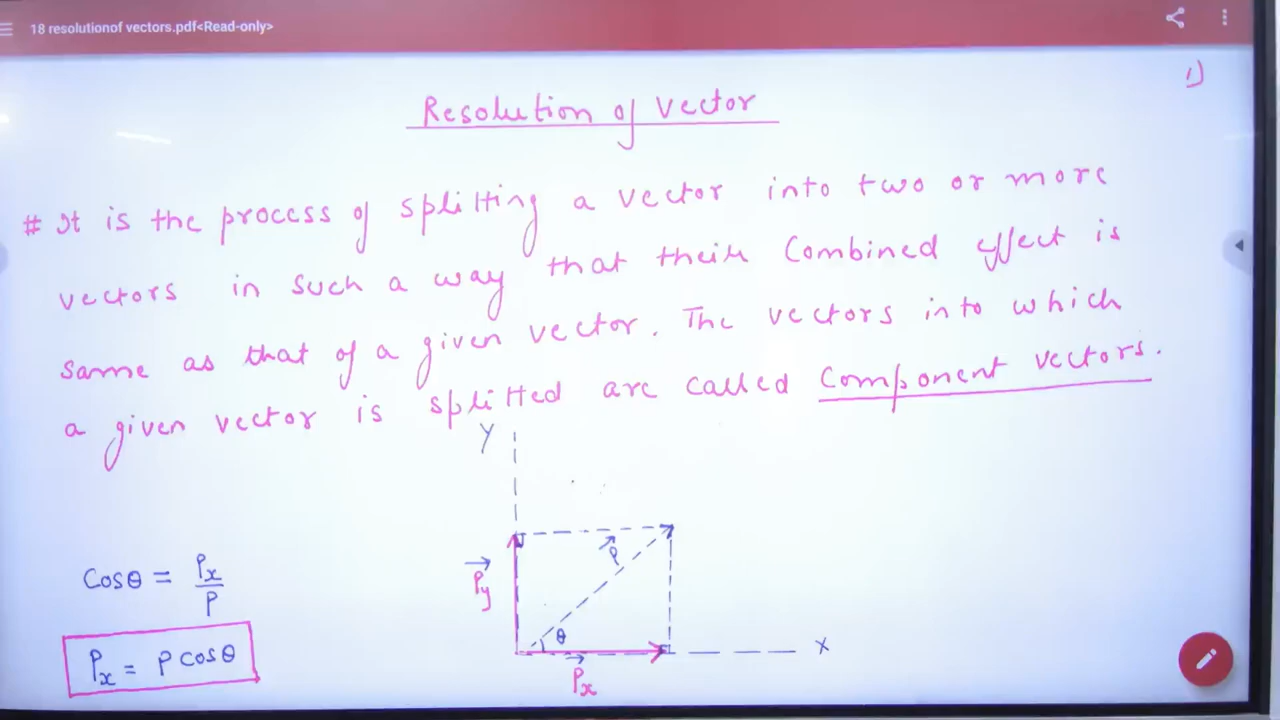 18 resolutionof vectors.pdf<Read-only>
1)
Resolution of vector
# It is the process of splitting a vector into two or more
vectors in such a way that their combined effect is
same as that of a given vector. The vectors into which
a given vector is splitted are called component vectors.
Y
Cosθ = Px/P
Px = P cosθ
P⃗y
P⃗
θ
X
P⃗x